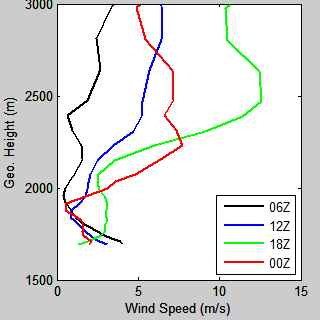 3000
2500
2000
1500
Geo. Height (m)
06Z
12Z
18Z
00Z
0 5 10 15
Wind Speed (m/s)